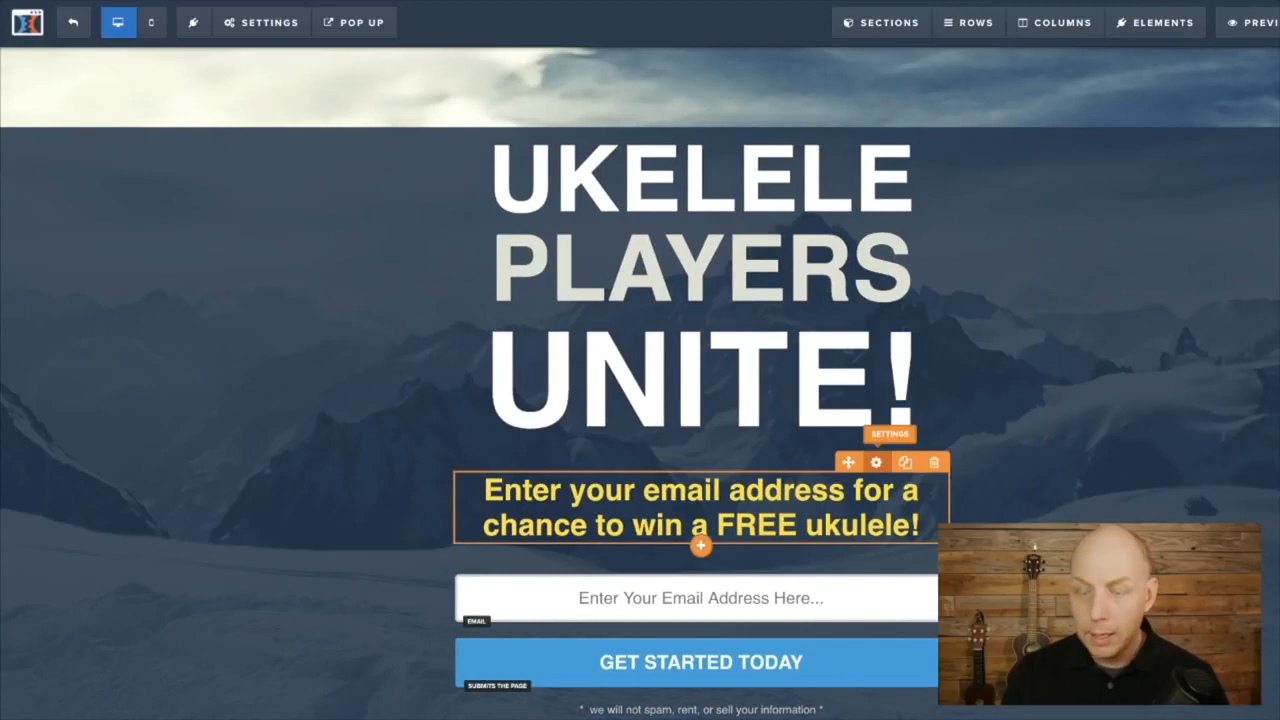 SETTINGS
POP UP
SECTIONS
ROWS
COLUMNS
ELEMENTS
PREVI
UKELELE
PLAYERS
UNITE!
SETTINGS
Enter your email address for a
chance to win a FREE ukulele!
Enter Your Email Address Here...
EMAIL
GET STARTED TODAY
SUBMITS THE PAGE
* we will not spam, rent, or sell your information *